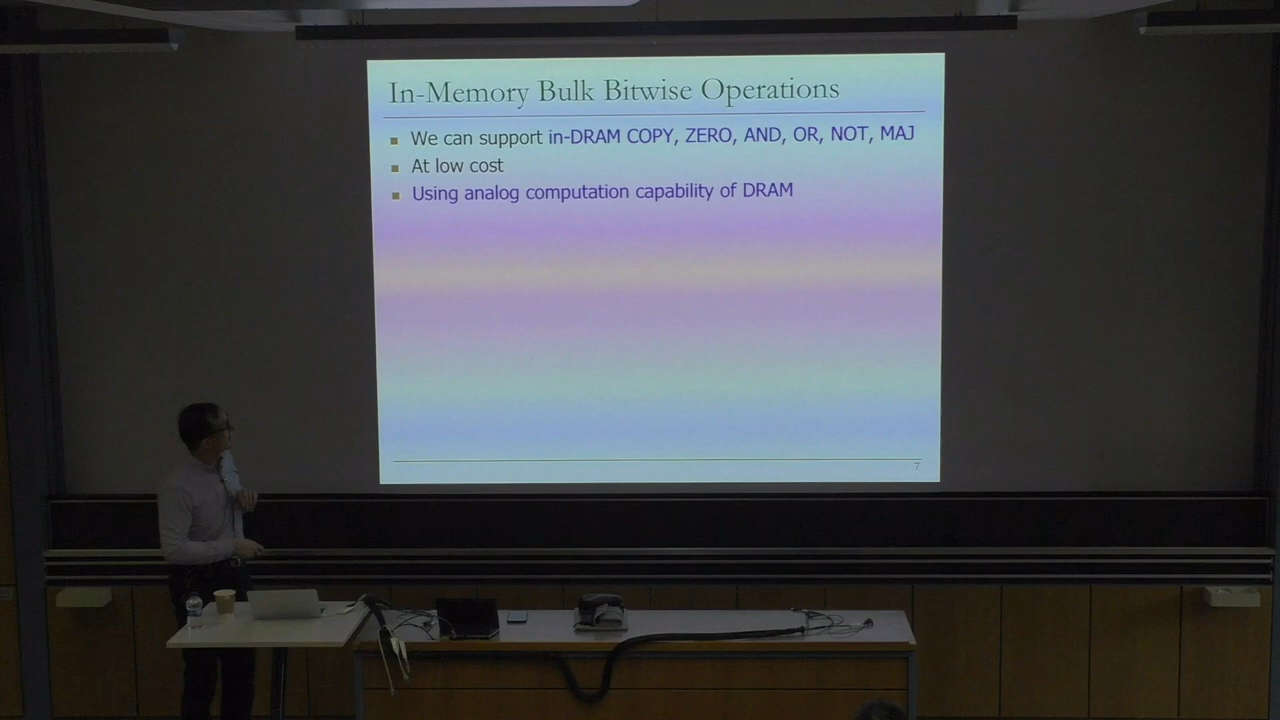 In-Memory Bulk Bitwise Operations
We can support in-DRAM COPY, ZERO, AND, OR, NOT, MAJ
At low cost
Using analog computation capability of DRAM
7